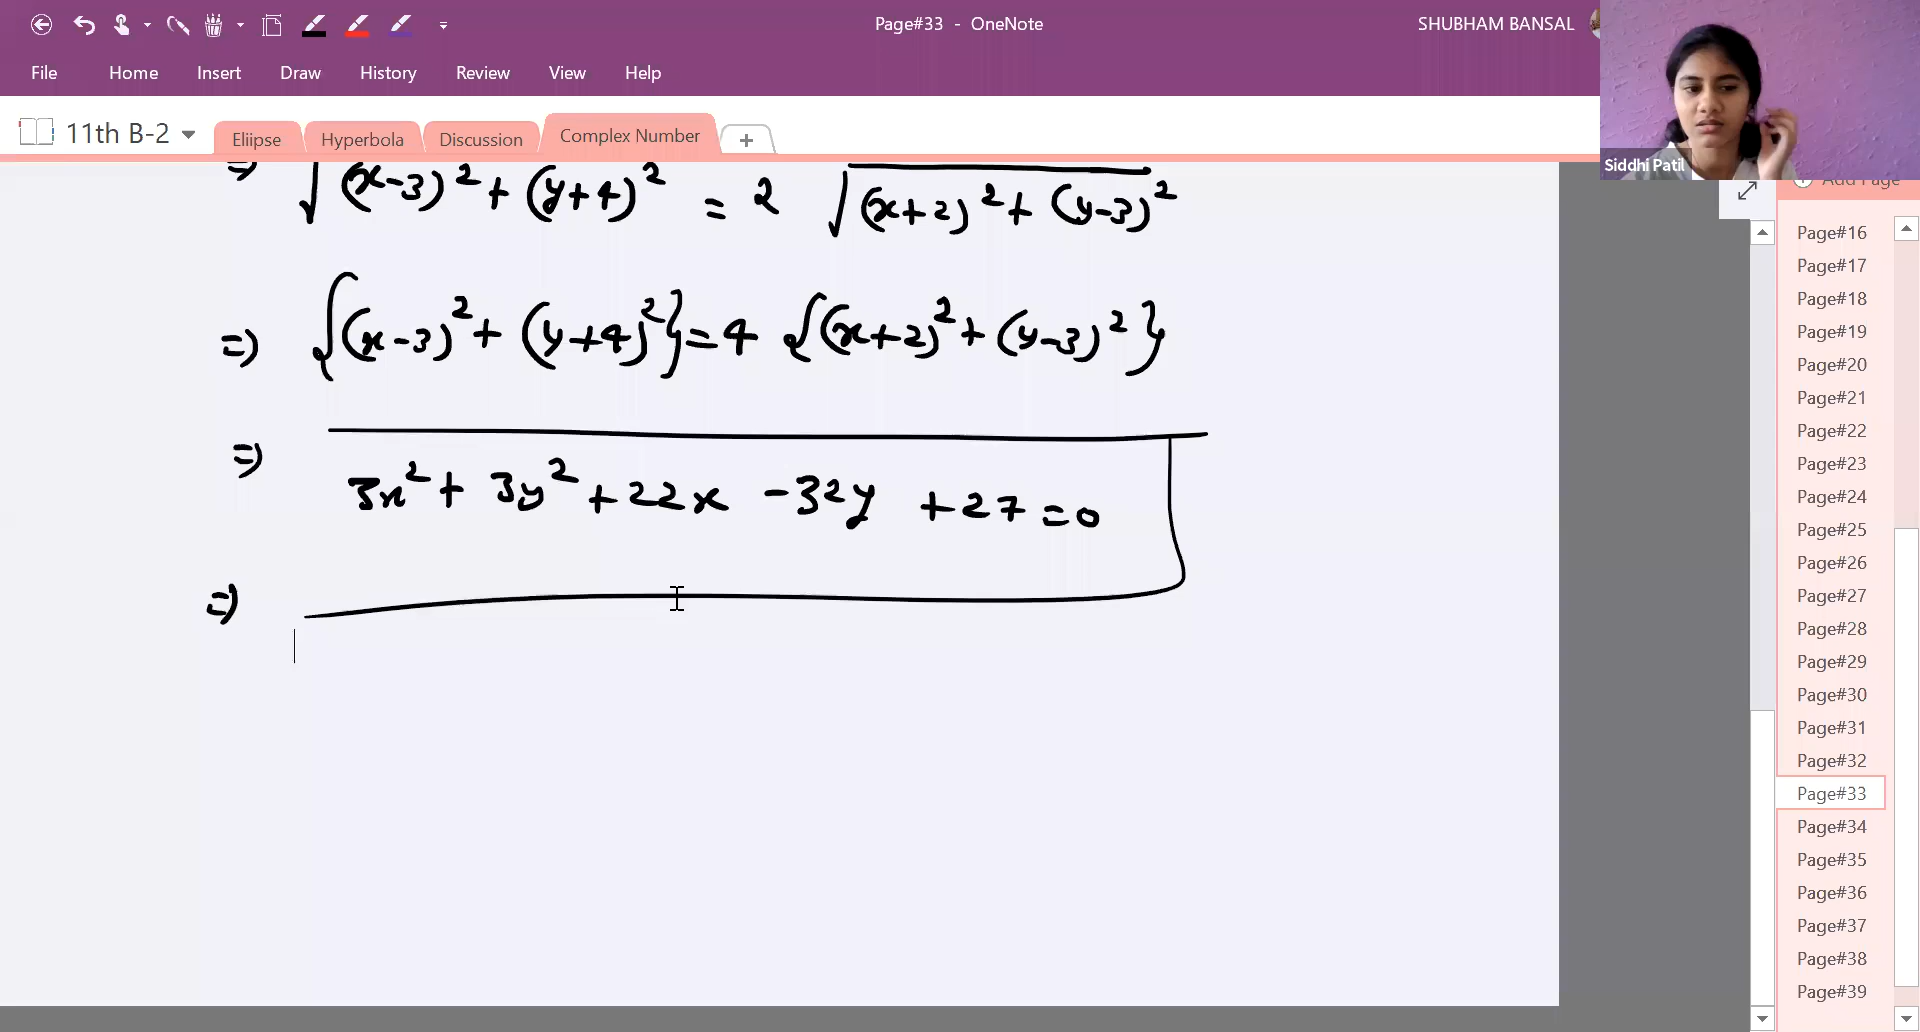 Page#33 - OneNote
SHUBHAM BANSAL
File Home Insert Draw History Review View Help
11th B-2
Eliipse Hyperbola Discussion Complex Number +
Siddhi Patil
Add Page
=> √(x-3)² + (y+4)² = 2 √(x+2)² + (y-3)²
=> {(x-3)² + (y+4)²} = 4 {(x+2)² + (y-3)²}
=> 3x² + 3y² + 22x - 32y + 27 = 0
=>
Page#16
Page#17
Page#18
Page#19
Page#20
Page#21
Page#22
Page#23
Page#24
Page#25
Page#26
Page#27
Page#28
Page#29
Page#30
Page#31
Page#32
Page#33
Page#34
Page#35
Page#36
Page#37
Page#38
Page#39